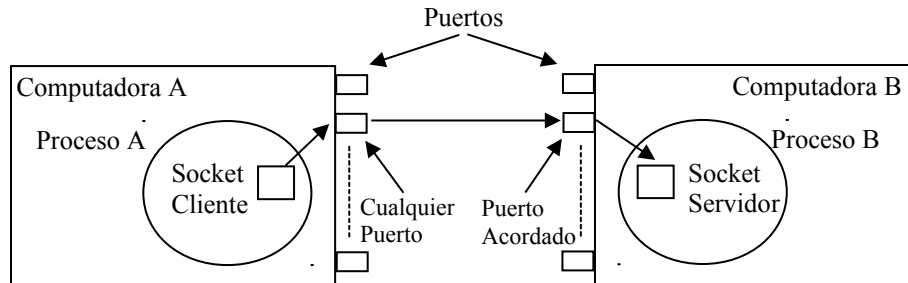 Puertos
Computadora A
Computadora B
Proceso A
Proceso B
Socket
Cliente
Cualquier
Puerto
Puerto
Acordado
Socket
Servidor